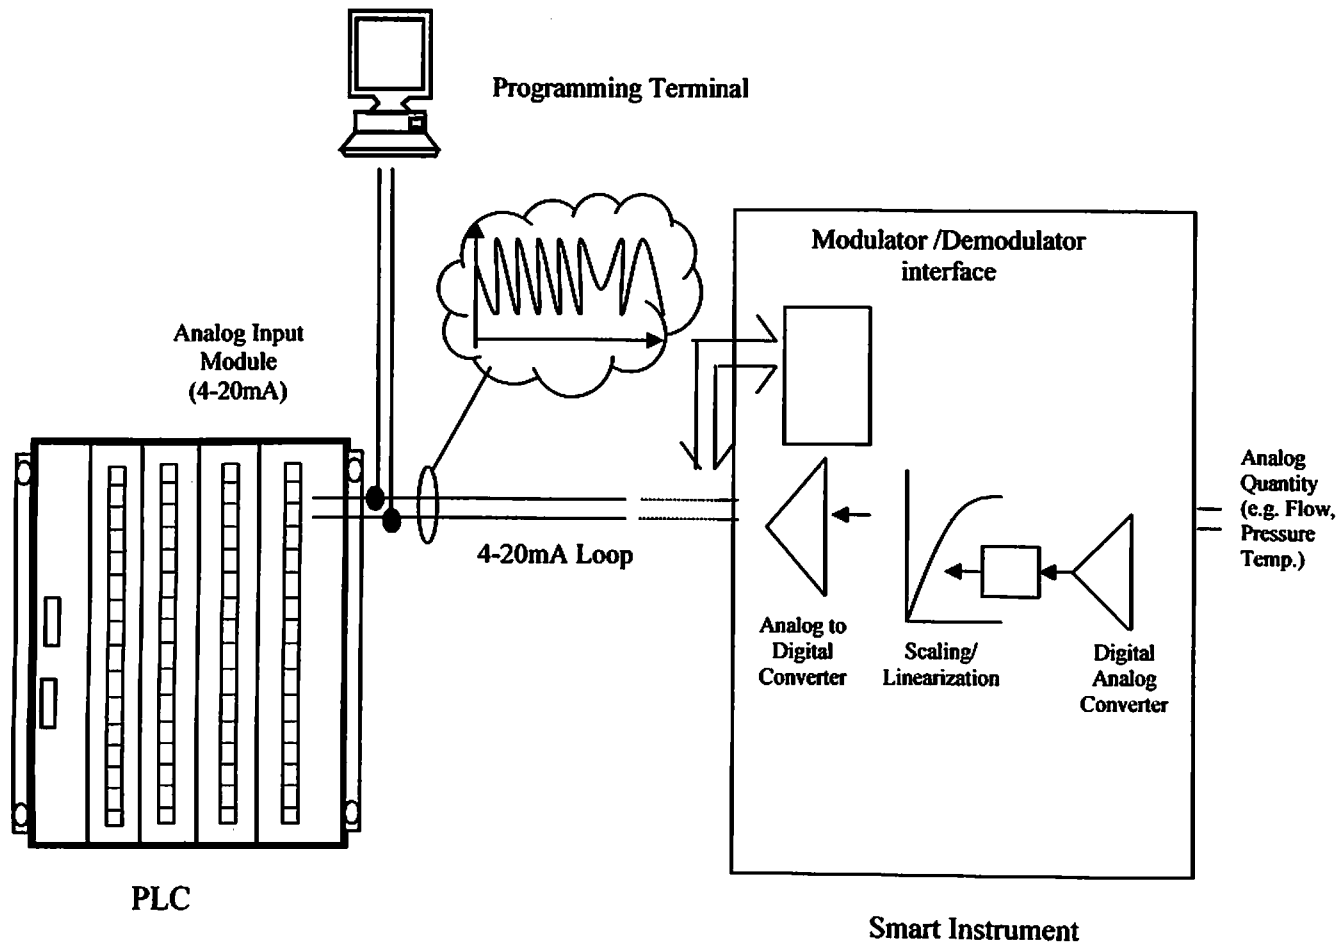 Programming Terminal
Modulator /Demodulator
interface
Analog Input
Module
(4-20mA)
4-20mA Loop
Analog
Quantity
(e.g. Flow,
Pressure
Temp.)
Analog to
Digital
Converter
Scaling/
Linearization
Digital
Analog
Converter
PLC
Smart Instrument